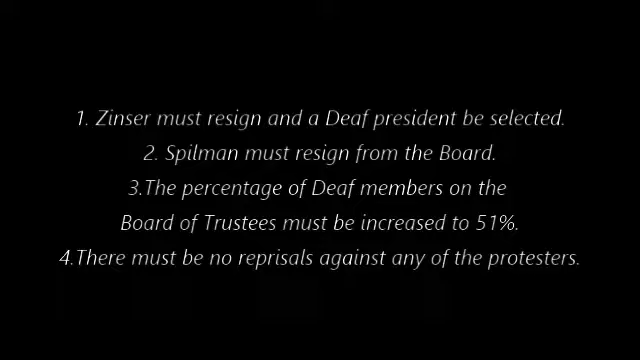 1. Zinser must resign and a Deaf president be selected.
2. Spilman must resign from the Board.
3.The percentage of Deaf members on the
Board of Trustees must be increased to 51%.
4.There must be no reprisals against any of the protesters.